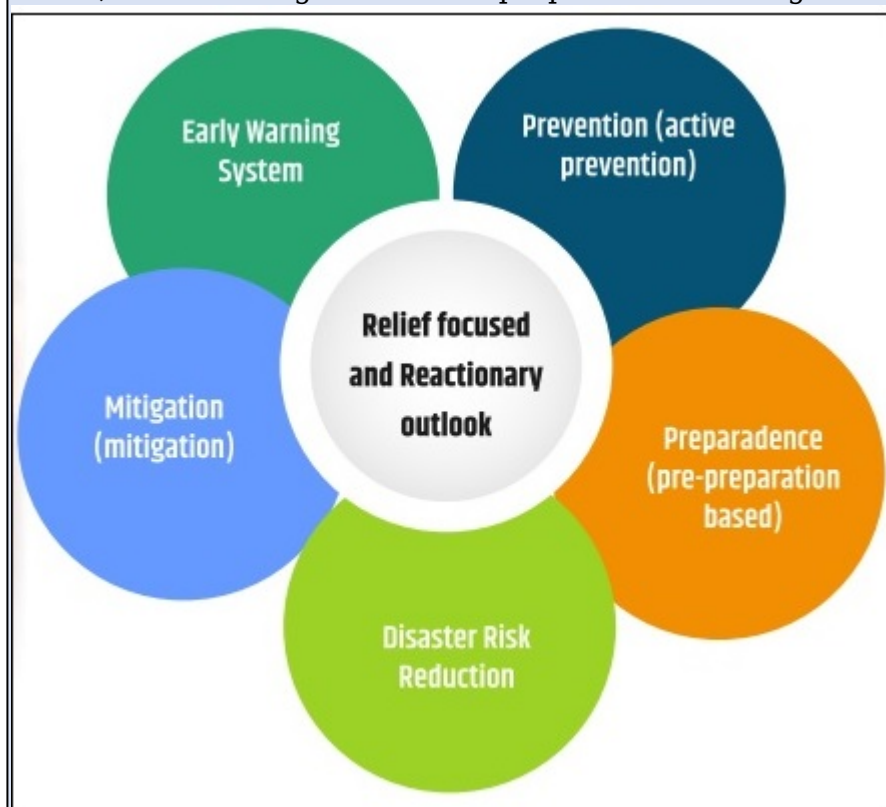 Early Warning
System
Prevention (active
prevention)
Relief focused
and Reactionary
outlook
Mitigation
(mitigation)
Preparadence
(pre-preparation
based)
Disaster Risk
Reduction